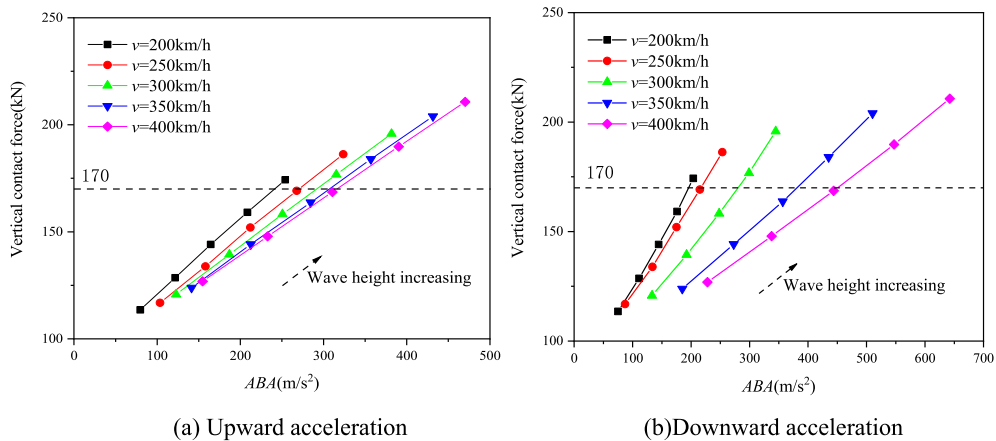 250
200
150
100
Vertical contact force(kN)
v=200km/h
v=250km/h
v=300km/h
v=350km/h
v=400km/h
170
Wave height increasing
0 100 200 300 400 500
ABA(m/s²)
(a) Upward acceleration
250
200
150
100
Vertical contact force(kN)
v=200km/h
v=250km/h
v=300km/h
v=350km/h
v=400km/h
170
Wave height increasing
0 100 200 300 400 500 600 700
ABA(m/s²)
(b)Downward acceleration